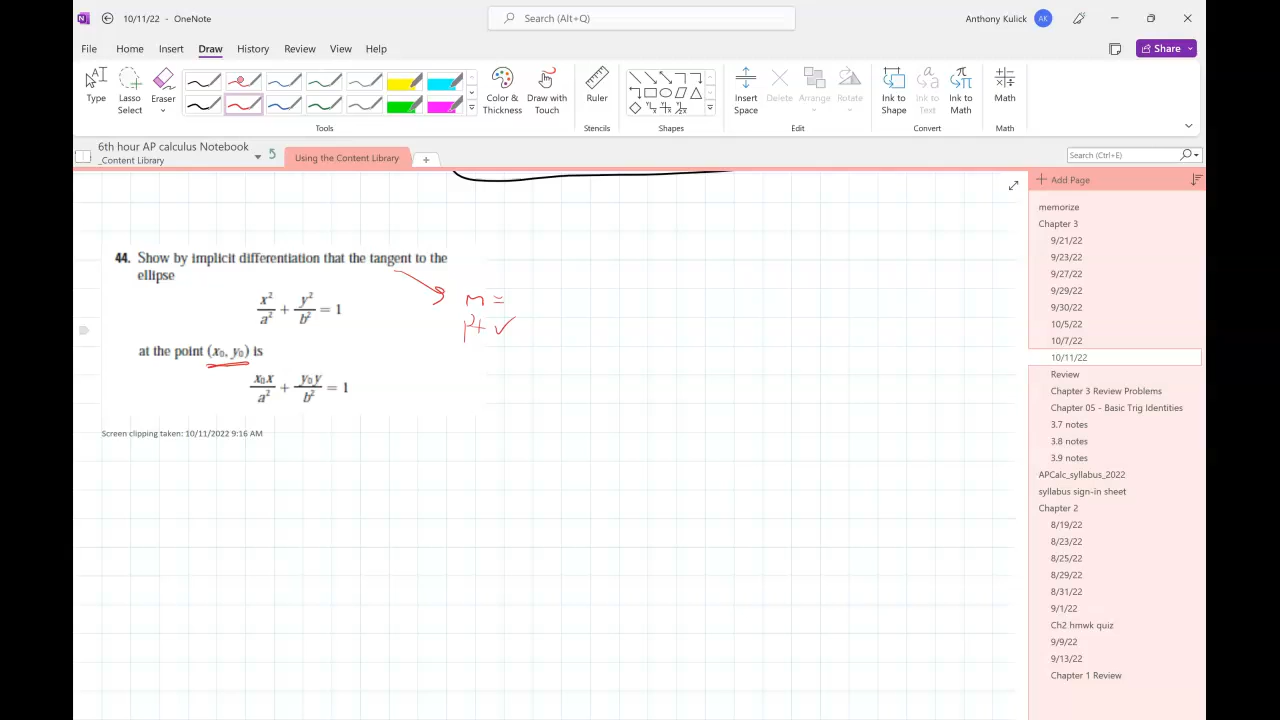 10/11/22 - OneNote
Search (Alt+Q)
Anthony Kulick
AK
File Home Insert Draw History Review View Help
Share
Type
Lasso Select
Eraser
Color & Thickness
Draw with Touch
Ruler
Insert Space
Delete
Arrange
Rotate
Ink to Shape
Ink to Text
Ink to Math
Math
Tools
Stencils
Shapes
Edit
Convert
Math
6th hour AP calculus Notebook
_Content Library
Using the Content Library
Search (Ctrl+E)
44. Show by implicit differentiation that the tangent to the
ellipse
x²/a² + y²/b² = 1
at the point (x₀, y₀) is
x₀x/a² + y₀y/b² = 1
m =
pt ✓
Screen clipping taken: 10/11/2022 9:16 AM
Add Page
memorize
Chapter 3
9/21/22
9/23/22
9/27/22
9/29/22
9/30/22
10/5/22
10/7/22
10/11/22
Review
Chapter 3 Review Problems
Chapter 05 - Basic Trig Identities
3.7 notes
3.8 notes
3.9 notes
APCalc_syllabus_2022
syllabus sign-in sheet
Chapter 2
8/19/22
8/23/22
8/25/22
8/29/22
8/31/22
9/1/22
Ch2 hmwk quiz
9/9/22
9/13/22
Chapter 1 Review